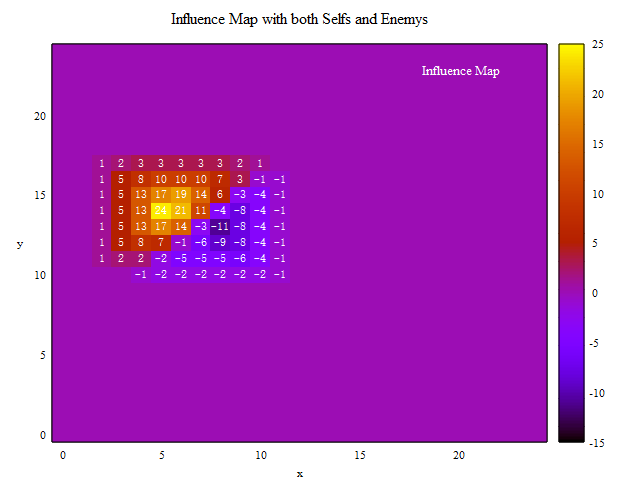 Influence Map with both Selfs and Enemys
25
Influence Map
20
20
1 2 3 3 3 3 3 2 1
15
1 5 8 10 10 10 7 3 -1 -1
15
1 5 13 17 19 14 6 -3 -4 -1
10
1 5 13 24 21 11 -4 -8 -4 -1
1 5 13 17 14 -3 -11 -8 -4 -1
5
y
1 5 8 7 -1 -6 -9 -8 -4 -1
1 2 2 -2 -5 -5 -5 -6 -4 -1
10
-1 -2 -2 -2 -2 -2 -2 -1
0
5
-5
-10
0
-15
0 5 10 15 20
x